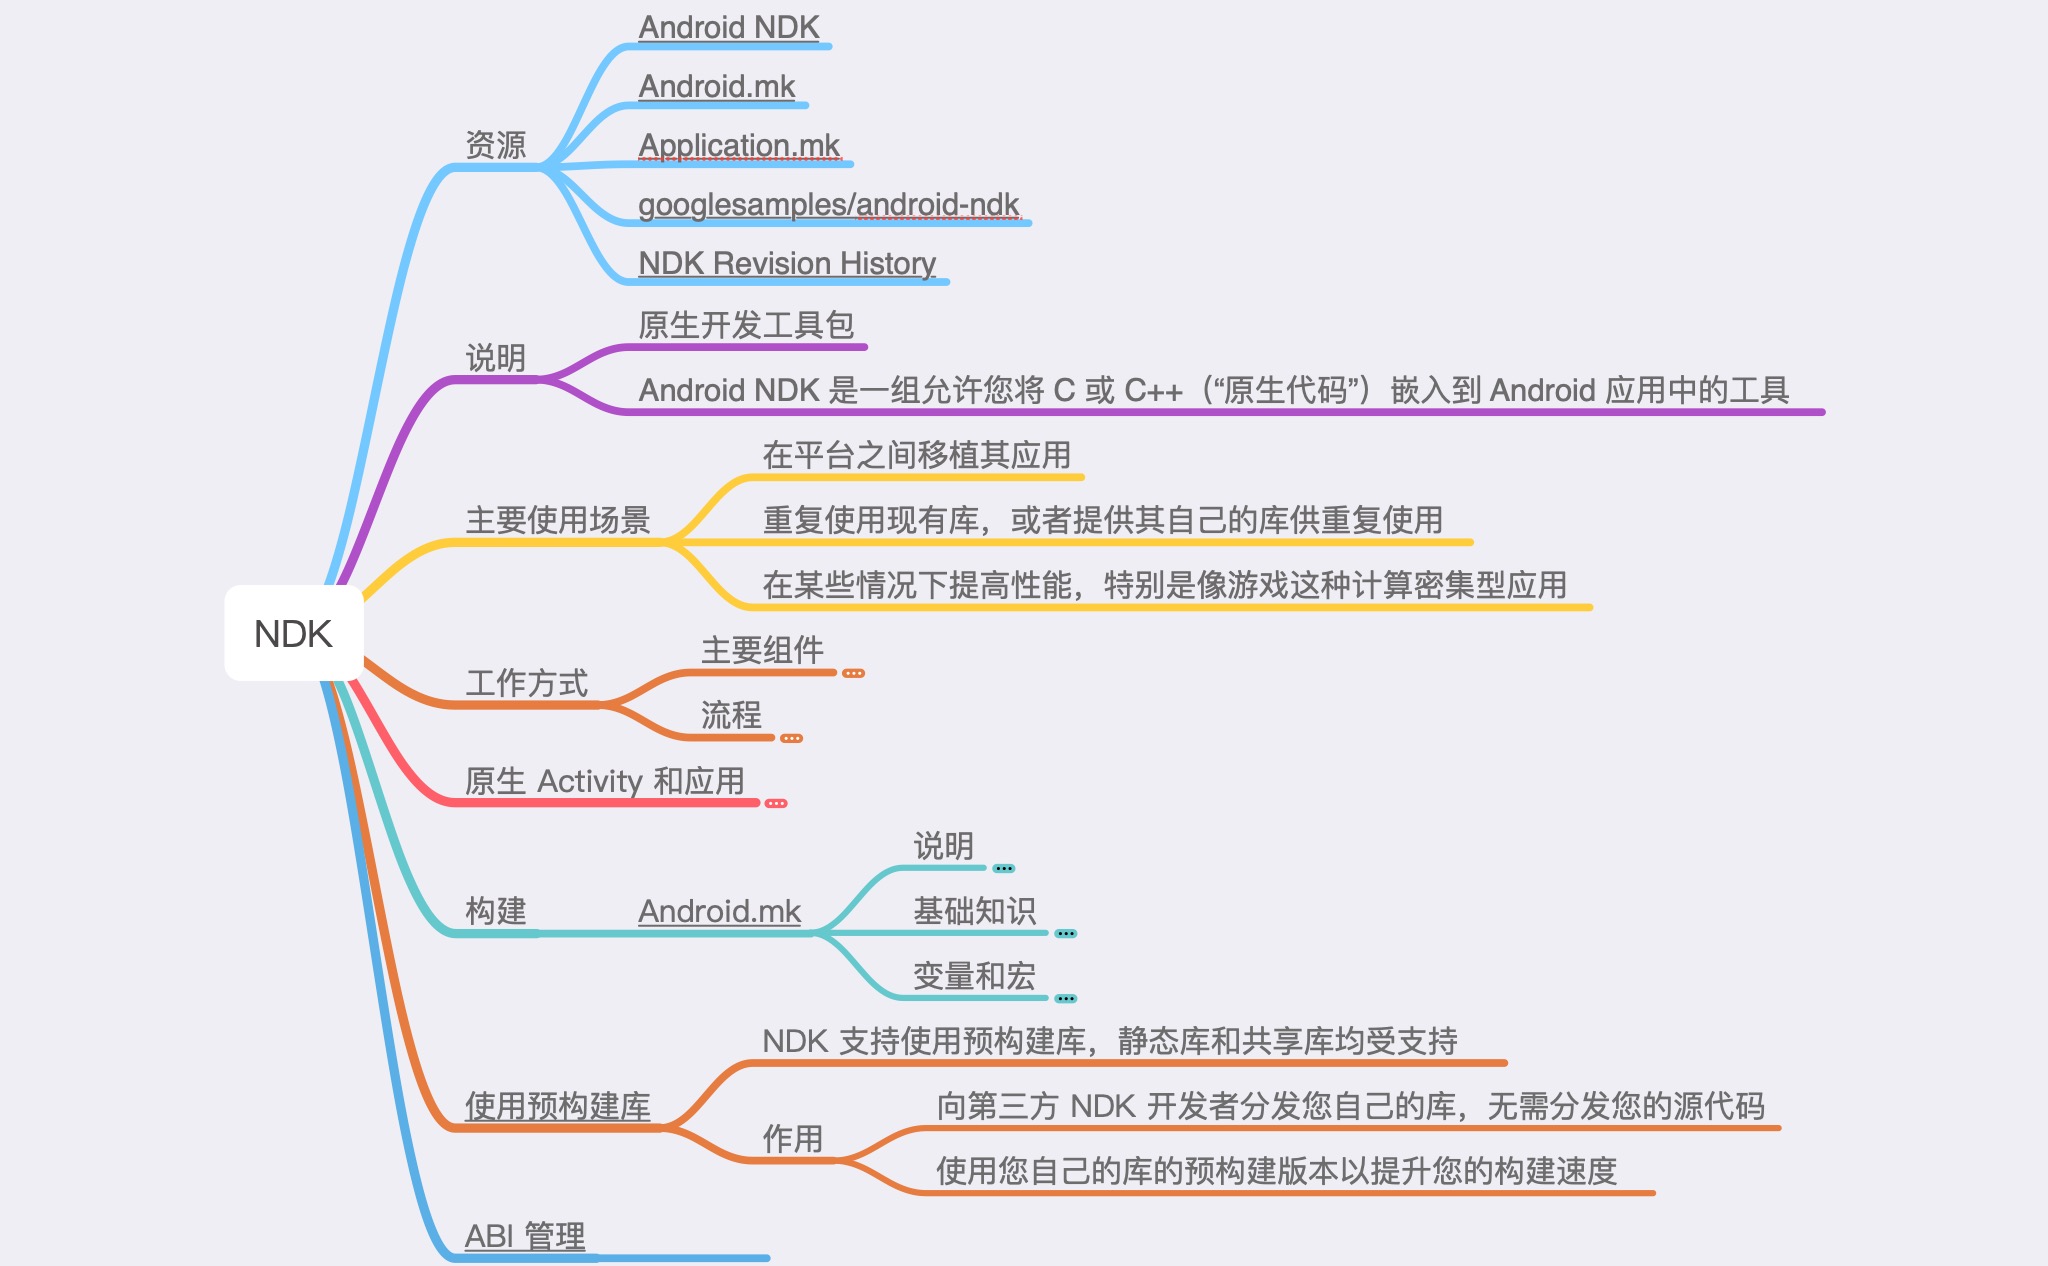 Android NDK
Android.mk
资源
Application.mk
googlesamples/android-ndk
NDK Revision History
原生开发工具包
说明
Android NDK 是一组允许您将 C 或 C++（“原生代码”）嵌入到 Android 应用中的工具
在平台之间移植其应用
主要使用场景
重复使用现有库，或者提供其自己的库供重复使用
在某些情况下提高性能，特别是像游戏这种计算密集型应用
NDK
主要组件
工作方式
流程
原生 Activity 和应用
说明
构建
Android.mk
基础知识
变量和宏
NDK 支持使用预构建库，静态库和共享库均受支持
使用预构建库
向第三方 NDK 开发者分发您自己的库，无需分发您的源代码
作用
使用您自己的库的预构建版本以提升您的构建速度
ABI 管理